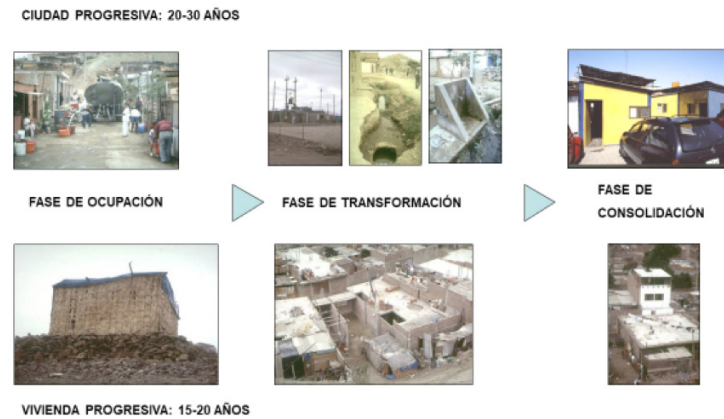 CIUDAD PROGRESIVA: 20-30 AÑOS
FASE DE OCUPACIÓN
FASE DE TRANSFORMACIÓN
FASE DE
CONSOLIDACIÓN
VIVIENDA PROGRESIVA: 15-20 AÑOS